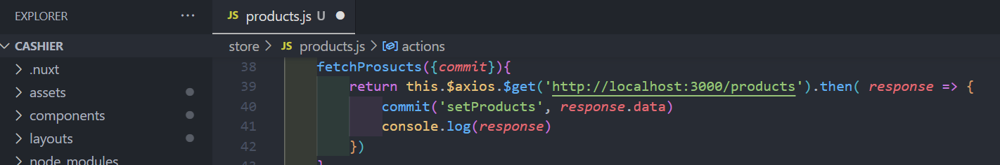 EXPLORER ...
JS products.js U
CASHIER
store > JS products.js > actions
.nuxt
assets
components
layouts
node_modules
38 fetchProsucts({commit}){
39 return this.$axios.$get('http://localhost:3000/products').then( response => {
40 commit('setProducts', response.data)
41 console.log(response)
42 })
43 }